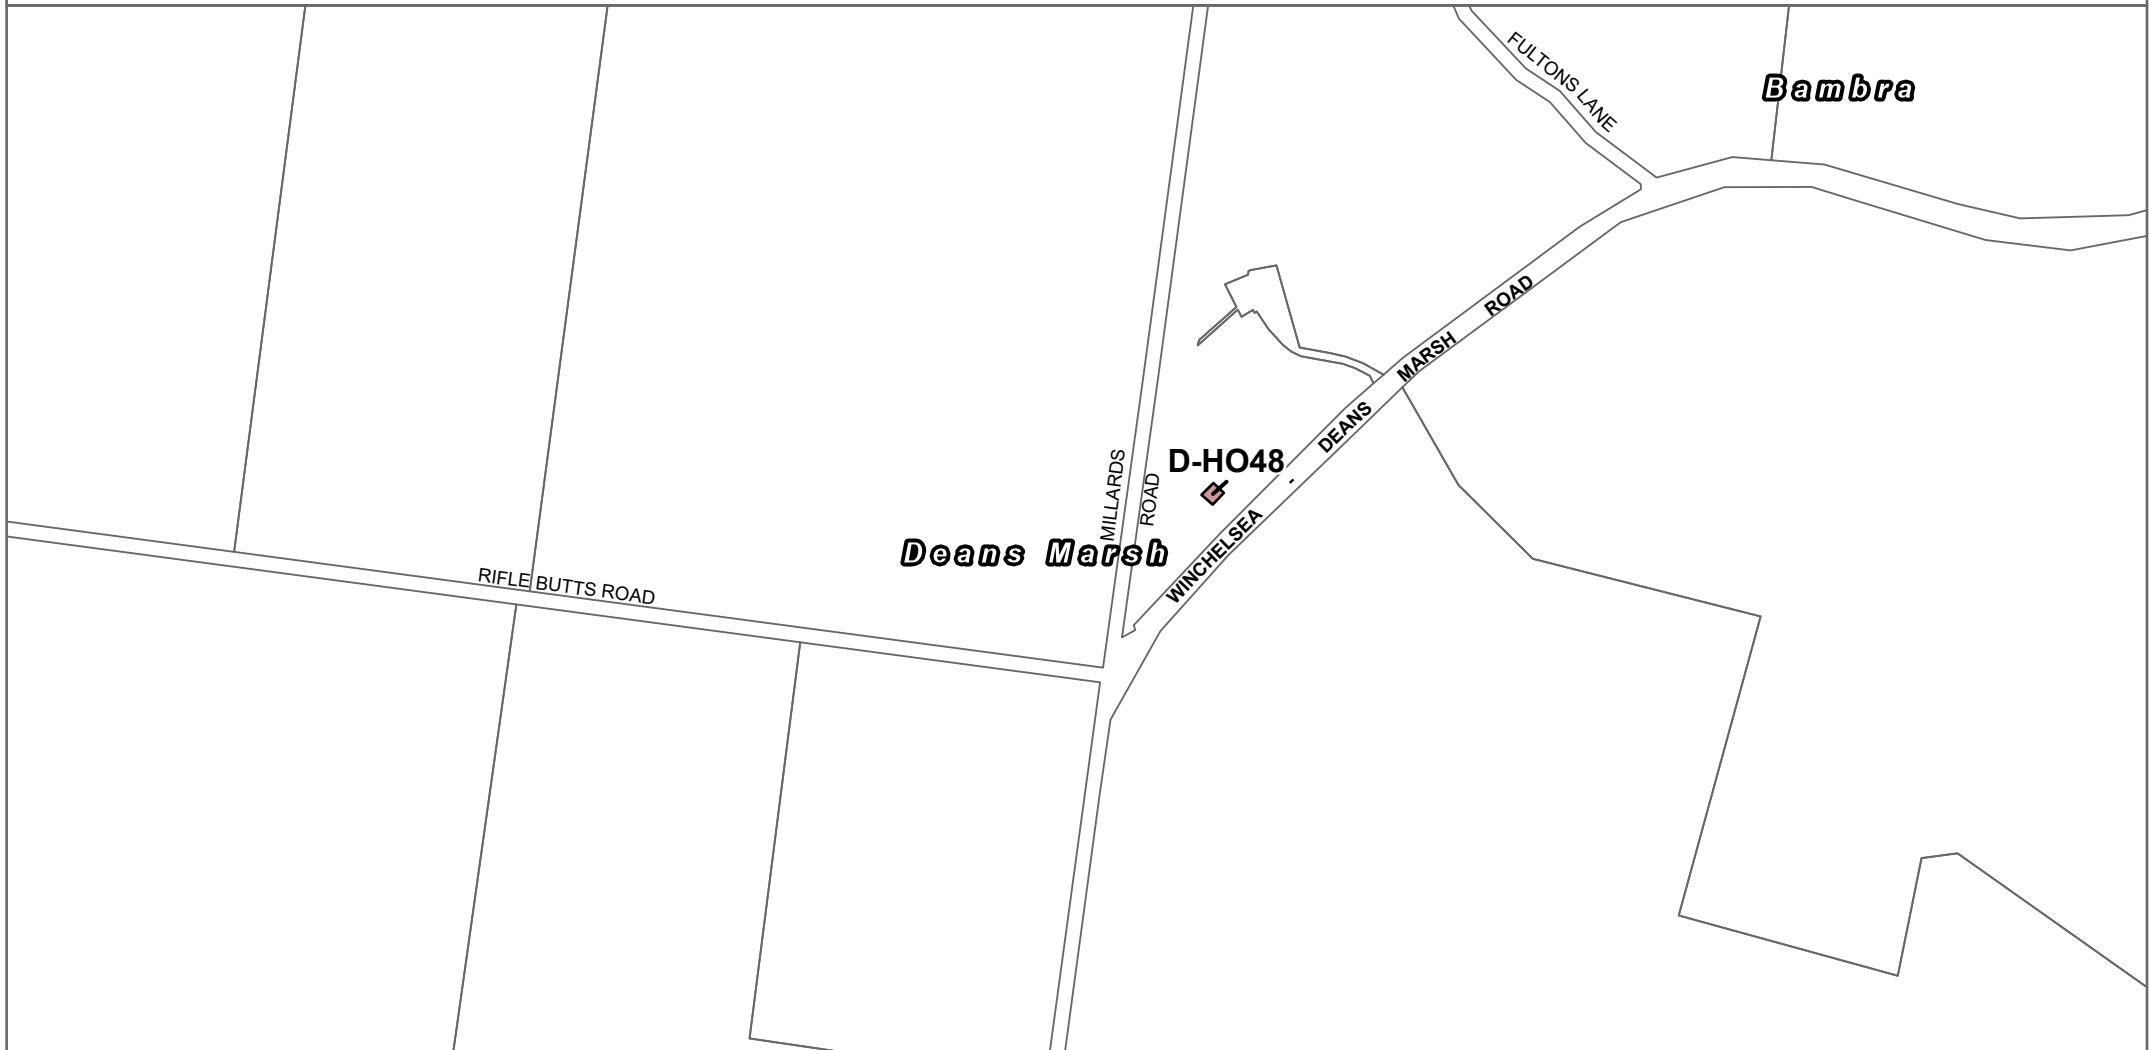 FULTONS LANE
Bambra
WINCHELSEA DEANS MARSH ROAD
D-HO48
MILLARDS ROAD
Deans Marsh
RIFLE BUTTS ROAD